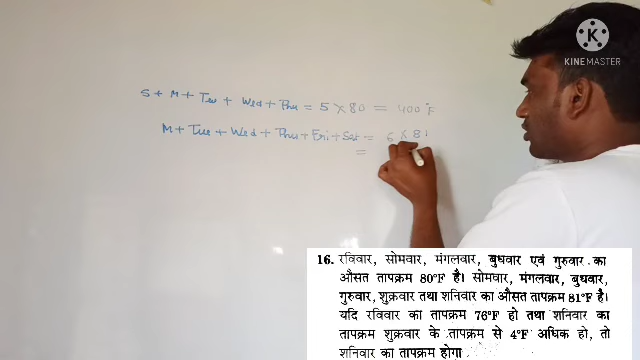 KINEMASTER
S + M + Tue + Wed + Thu = 5 × 80 = 400°F
M + Tue + Wed + Thu + Fri + Sat = 6 × 81
=
16. रविवार, सोमवार, मंगलवार, बुधवार एवं गुरुवार का
औसत तापक्रम 80°F है। सोमवार, मंगलवार, बुधवार,
गुरुवार, शुक्रवार तथा शनिवार का औसत तापक्रम 81°F है।
यदि रविवार का तापक्रम 76°F हो तथा शनिवार का
तापक्रम शुक्रवार के तापक्रम से 4°F अधिक हो, तो
शनिवार का तापक्रम होगा